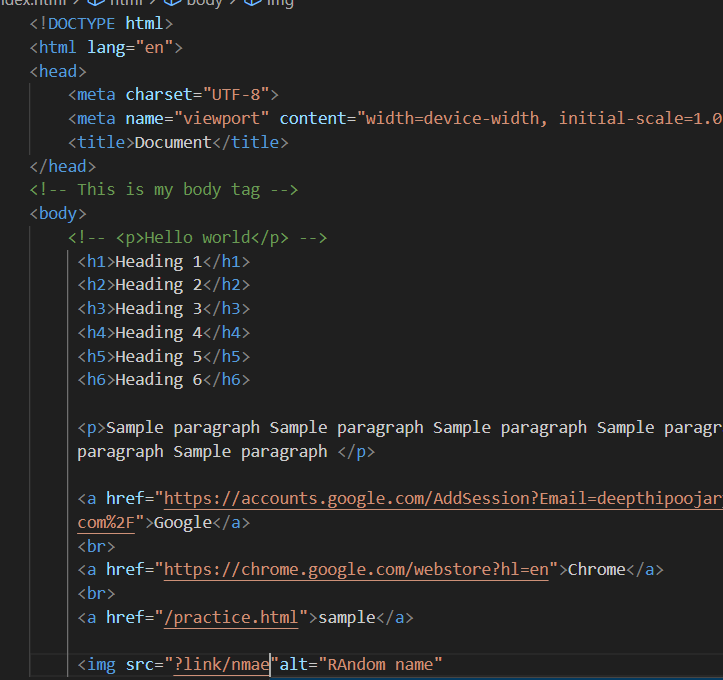 index.html > html > body > img
<!DOCTYPE html>
<html lang="en">
<head>
<meta charset="UTF-8">
<meta name="viewport" content="width=device-width, initial-scale=1.0
<title>Document</title>
</head>
<!-- This is my body tag -->
<body>
<!-- <p>Hello world</p> -->
<h1>Heading 1</h1>
<h2>Heading 2</h2>
<h3>Heading 3</h3>
<h4>Heading 4</h4>
<h5>Heading 5</h5>
<h6>Heading 6</h6>
<p>Sample paragraph Sample paragraph Sample paragraph Sample paragr
paragraph Sample paragraph </p>
<a href="https://accounts.google.com/AddSession?Email=deepthipoojar
com%2F">Google</a>
<br>
<a href="https://chrome.google.com/webstore?hl=en">Chrome</a>
<br>
<a href="/practice.html">sample</a>
<img src="?link/nmae"alt="RAndom name"